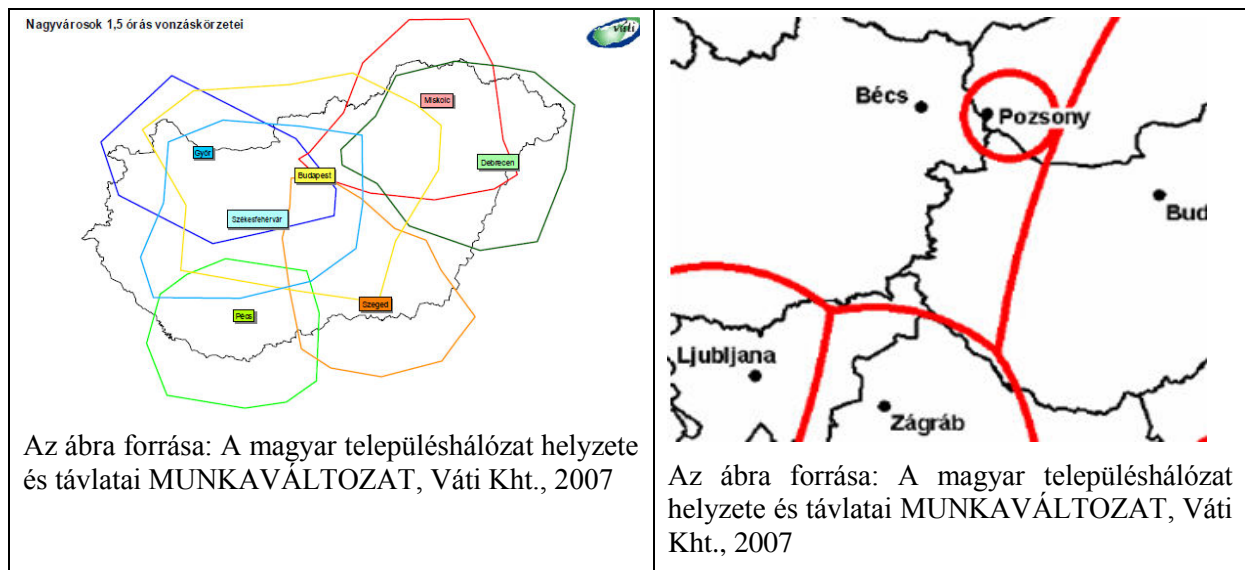 Nagyvárosok 1,5 órás vonzáskörzetei
váti
Miskolc
Győr
Debrecen
Budapest
Székesfehérvár
Szeged
Pécs
Az ábra forrása: A magyar településhálózat helyzete
és távlatai MUNKAVÁLTOZAT, Váti Kht., 2007
Bécs
Pozsony
Bud
Ljubljana
Zágráb
Az ábra forrása: A magyar településhálózat
helyzete és távlatai MUNKAVÁLTOZAT, Váti
Kht., 2007